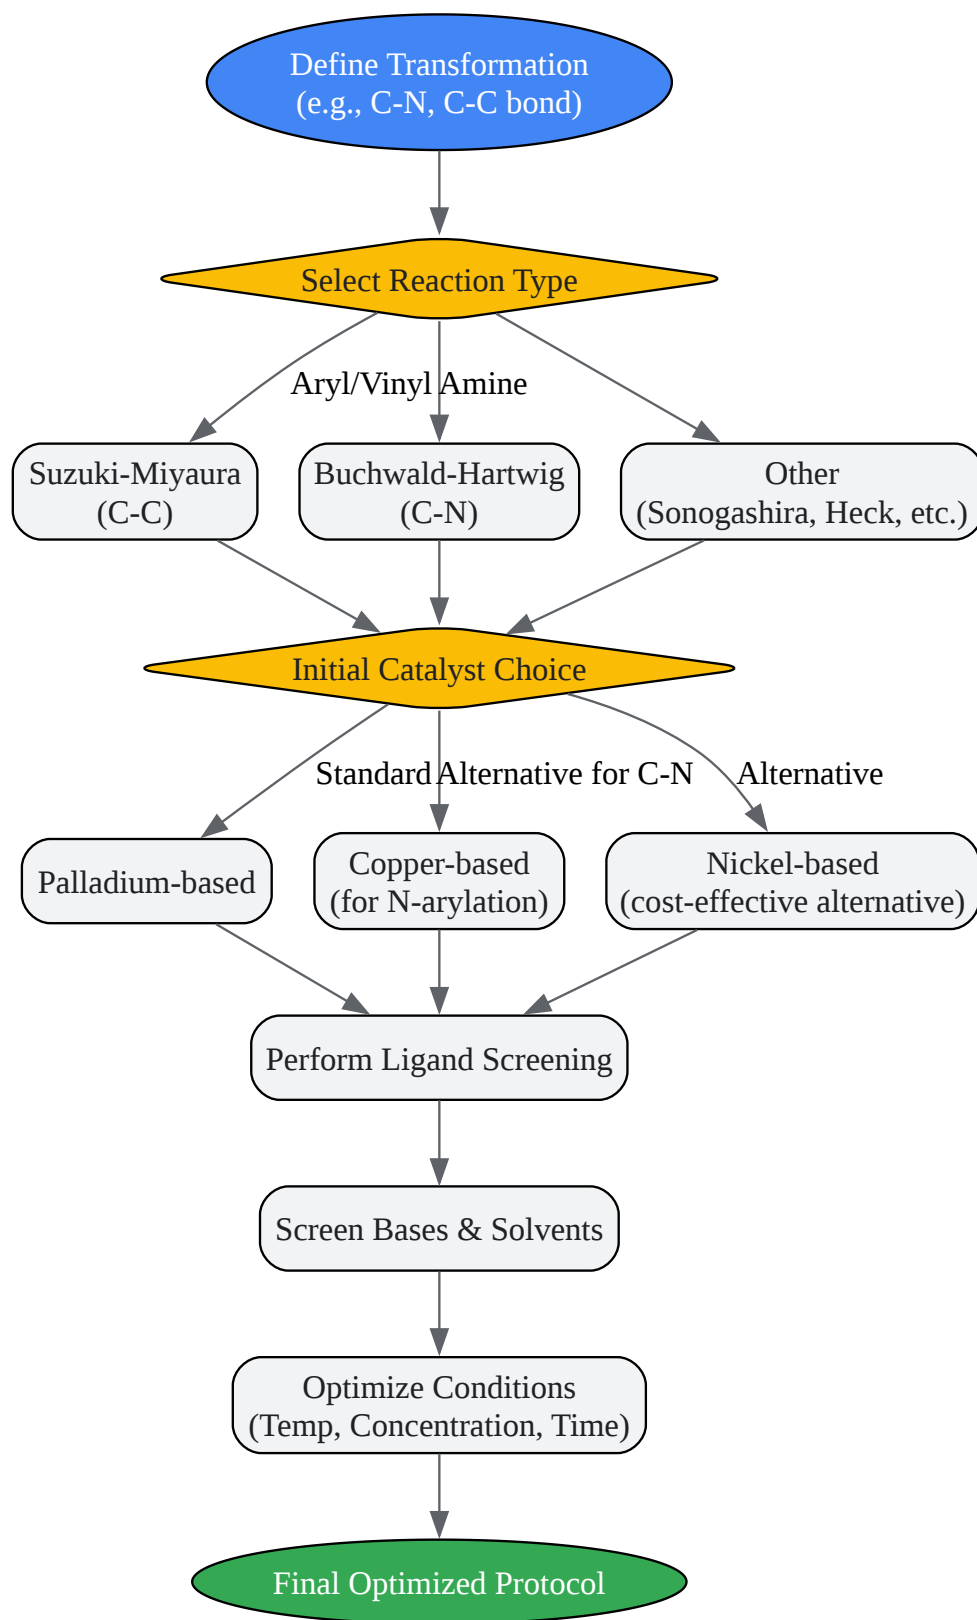 Define Transformation
(e.g., C-N, C-C bond)
Select Reaction Type
Aryl/Vinyl
Amine
Suzuki-Miyaura
(C-C)
Buchwald-Hartwig
(C-N)
Other
(Sonogashira, Heck, etc.)
Initial Catalyst Choice
Standard
Alternative for C-N
Alternative
Palladium-based
Copper-based
(for N-arylation)
Nickel-based
(cost-effective alternative)
Perform Ligand Screening
Screen Bases & Solvents
Optimize Conditions
(Temp, Concentration, Time)
Final Optimized Protocol